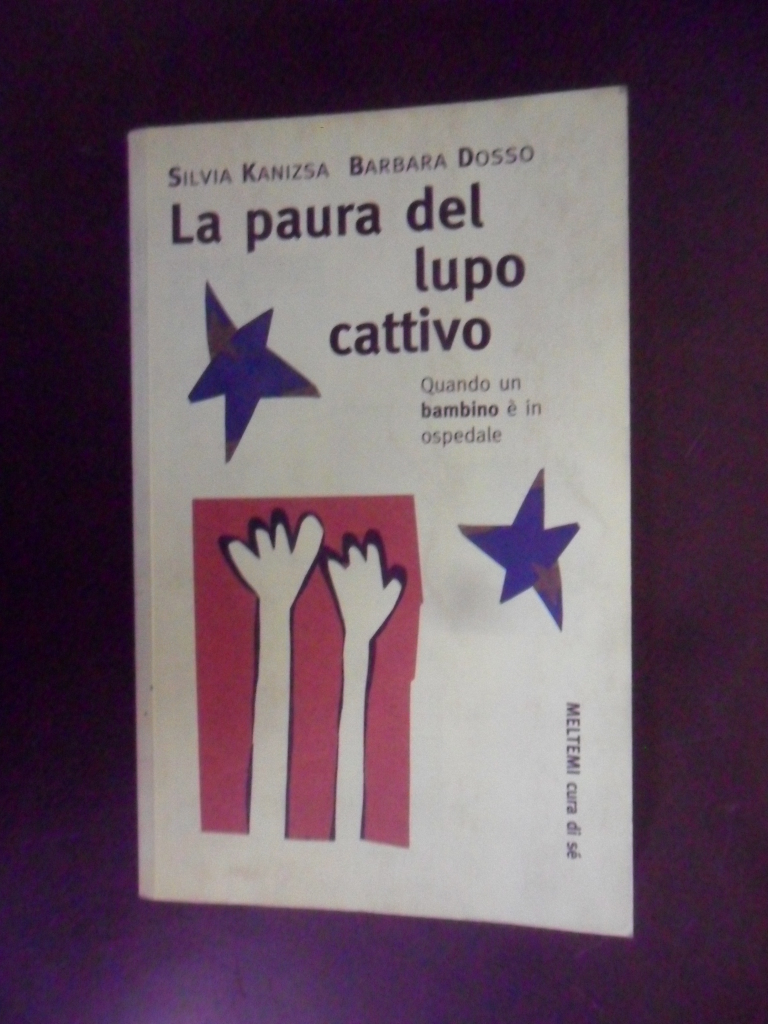 SILVIA KANIZSA BARBARA DOSSO
La paura del
lupo
cattivo
Quando un
bambino è in
ospedale
MELTEMI cura di sé